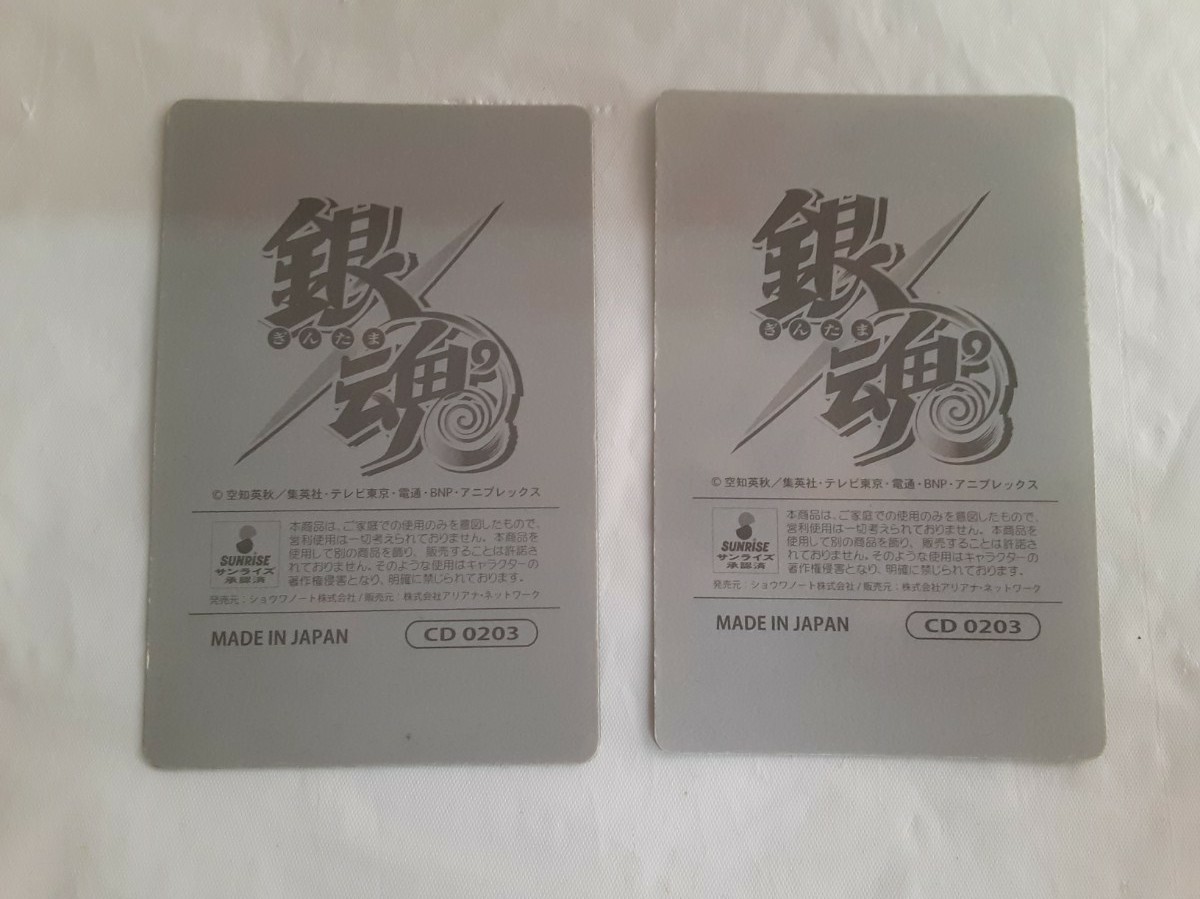 銀
ぎんたま
魂
© 空知英秋／集英社・テレビ東京・電通・BNP・アニプレックス
SUNRISE
サンライズ
承認済
本商品は、ご家庭での使用のみを意図したもので、
営利使用は一切考えられておりません。本商品を
使用して別の商品を飾り、販売することは許諾さ
れておりません。そのような使用はキャラクターの
著作権侵害となり、明確に禁じられております。
発売元：ショウワノート株式会社/販売元：株式会社アリアナ・ネットワーク
MADE IN JAPAN
CD 0203
銀
ぎんたま
魂
© 空知英秋／集英社・テレビ東京・電通・BNP・アニプレックス
SUNRISE
サンライズ
承認済
本商品は、ご家庭での使用のみを意図したもので、
営利使用は一切考えられておりません。本商品を
使用して別の商品を飾り、販売することは許諾さ
れておりません。そのような使用はキャラクターの
著作権侵害となり、明確に禁じられております。
発売元：ショウワノート株式会社/販売元：株式会社アリアナ・ネットワーク
MADE IN JAPAN
CD 0203